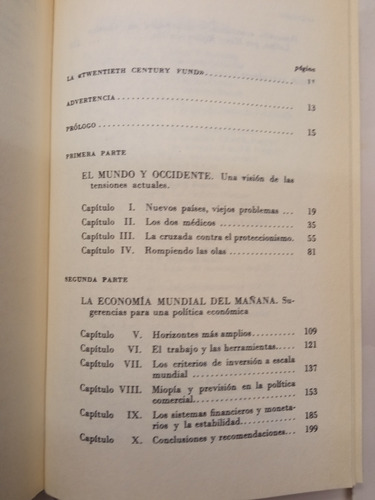 página
LA «TWENTIETH CENTURY FUND»
ADVERTENCIA 13
PRÓLOGO 15
PRIMERA PARTE
EL MUNDO Y OCCIDENTE. Una visión de las
tensiones actuales.
Capítulo I. Nuevos países, viejos problemas ... 19
Capítulo II. Los dos médicos 35
Capítulo III. La cruzada contra el proteccionismo. 55
Capítulo IV. Rompiendo las olas 81
SEGUNDA PARTE
LA ECONOMÍA MUNDIAL DEL MAÑANA. Su-
gerencias para una política económica
Capítulo V. Horizontes más amplios 109
Capítulo VI. El trabajo y las herramientas 121
Capítulo VII. Los criterios de inversión a escala
mundial 137
Capítulo VIII. Miopía y previsión en la política
comercial 153
Capítulo IX. Los sistemas financieros y moneta-
rios y la estabilidad. 185
Capítulo X. Conclusiones y recomendaciones 199